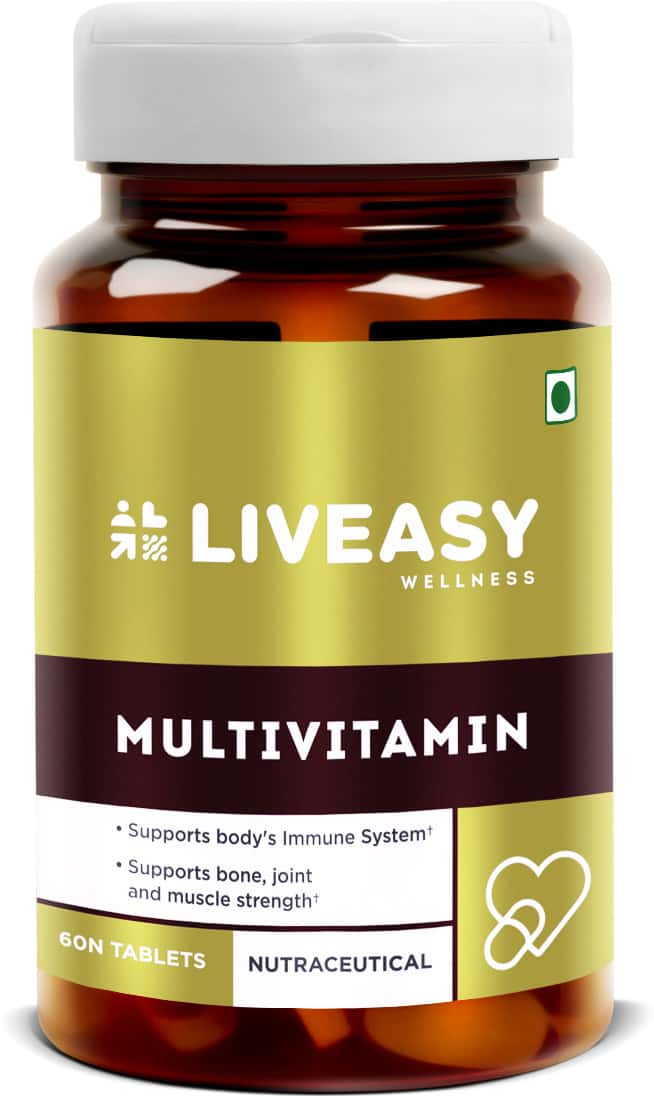 LIVEASY
WELLNESS
MULTIVITAMIN
• Supports body's Immune System†
• Supports bone, joint
and muscle strength†
60N TABLETS
NUTRACEUTICAL